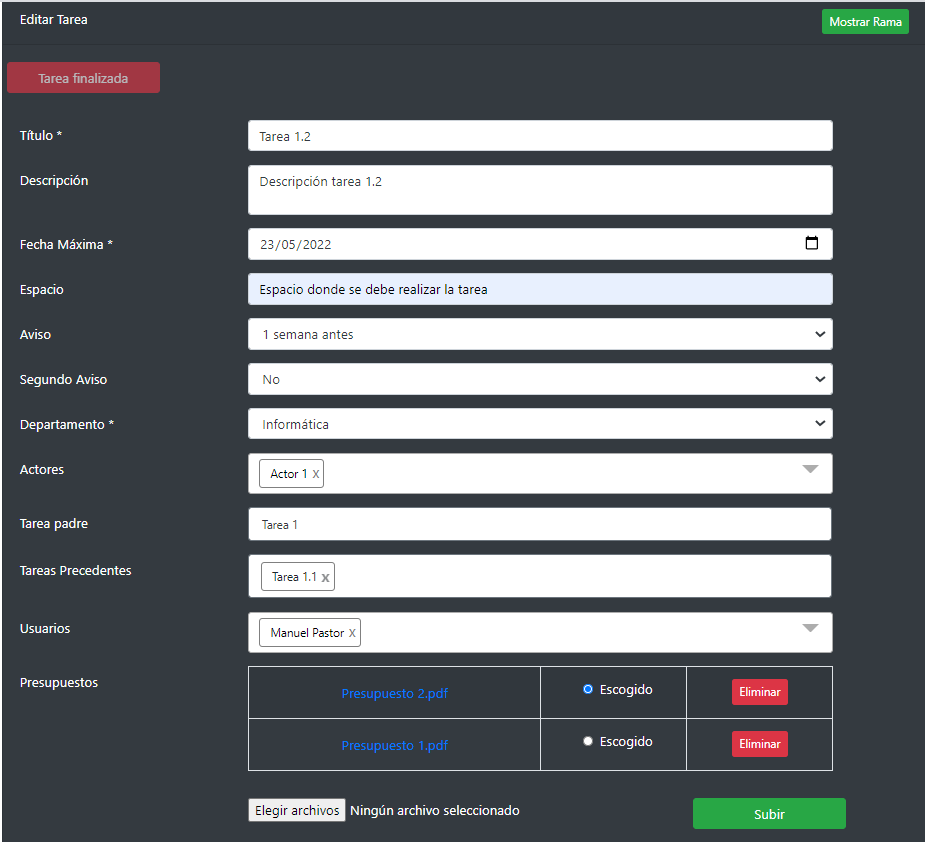 Editar Tarea
Mostrar Rama
Tarea finalizada
Título *
Tarea 1.2
Descripción
Descripción tarea 1.2
Fecha Máxima *
23/05/2022
Espacio
Espacio donde se debe realizar la tarea
Aviso
1 semana antes
Segundo Aviso
No
Departamento *
Informática
Actores
Actor 1 x
Tarea padre
Tarea 1
Tareas Precedentes
Tarea 1.1 x
Usuarios
Manuel Pastor x
Presupuestos
Presupuesto 2.pdf
Escogido
Eliminar
Presupuesto 1.pdf
Escogido
Eliminar
Elegir archivos
Ningún archivo seleccionado
Subir